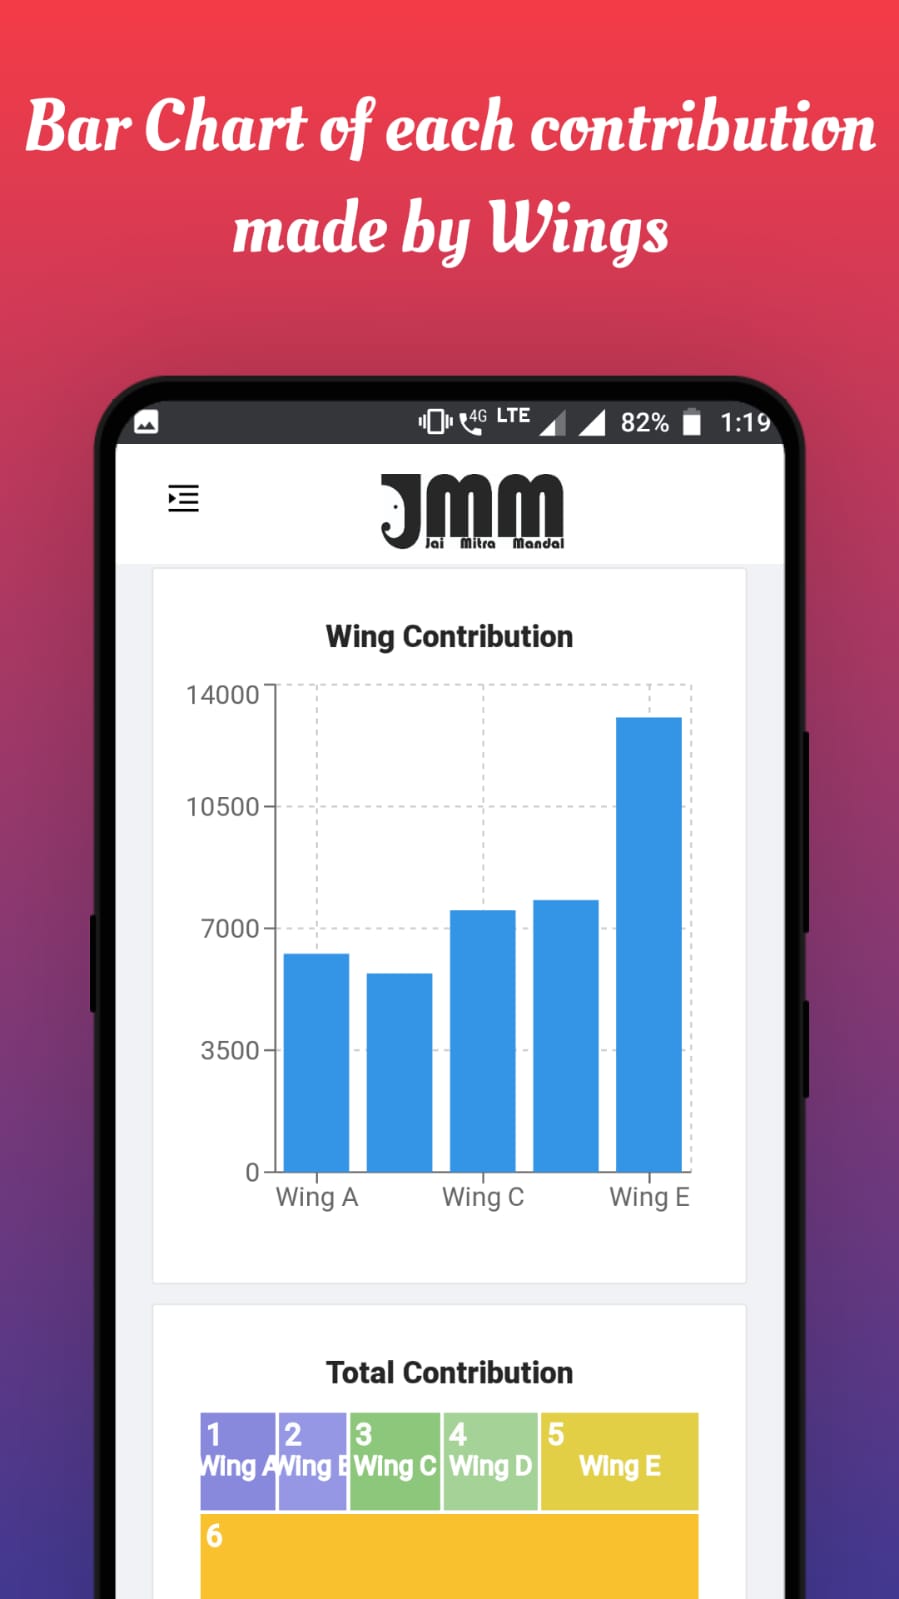 Bar Chart of each contribution
made by Wings
4G LTE 82% 1:19
JMM
Jai Mitra Mandal
Wing Contribution
14000
10500
7000
3500
0
Wing A Wing C Wing E
Total Contribution
1 2 3 4 5
Wing A Wing B Wing C Wing D Wing E
6